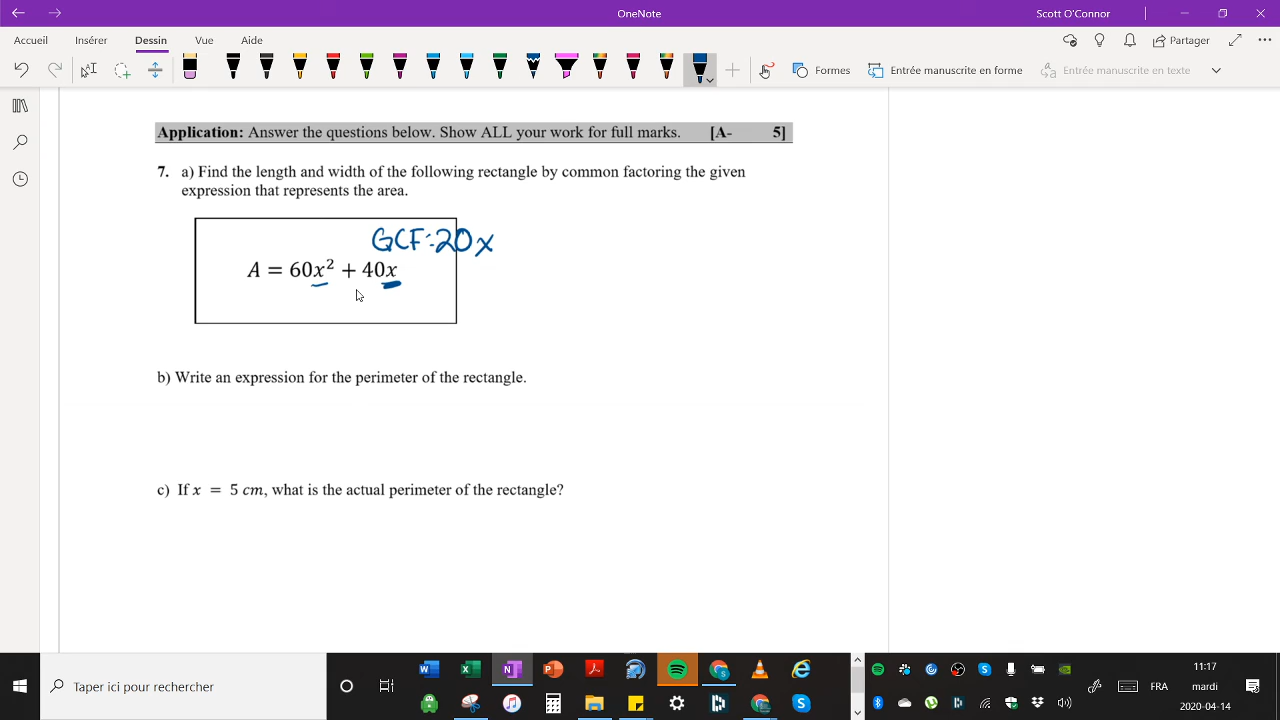 OneNote
Scott O'Connor
Accueil Insérer Dessin Vue Aide
Partager
Formes Entrée manuscrite en forme Entrée manuscrite en texte
Application: Answer the questions below. Show ALL your work for full marks. [A- 5]
7. a) Find the length and width of the following rectangle by common factoring the given
expression that represents the area.
GCF: 20x
A = 60x² + 40x
b) Write an expression for the perimeter of the rectangle.
c) If x = 5 cm, what is the actual perimeter of the rectangle?
Taper ici pour rechercher
FRA
11:17
mardi
2020-04-14